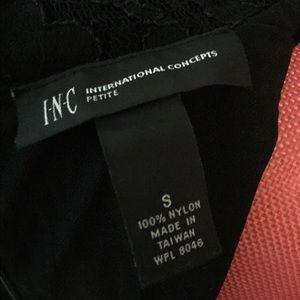 I·N·C INTERNATIONAL CONCEPTS
PETITE
S
100% NYLON
MADE IN
TAIWAN
WPL 8046